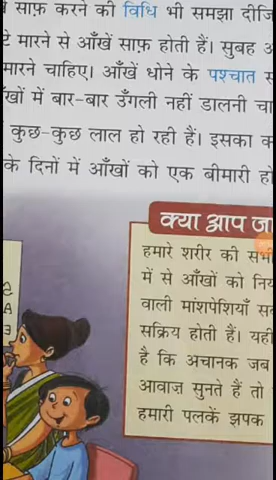 साफ़ करने की विधि भी समझा
मारने से आँखें साफ़ होती हैं। सुबह
मारने चाहिए। आँखें धोने के पश्चात
में बार-बार उँगली नहीं डालनी
कुछ-कुछ लाल हो रही हैं। इसका
के दिनों में आँखों को एक बीमारी
क्या आप
हमारे शरीर की
में से आँखों को
वाली मांशपेशियाँ
सक्रिय होती हैं। यही
है कि अचानक जब
आवाज़ सुनते हैं तो
हमारी पलकें झपक
A